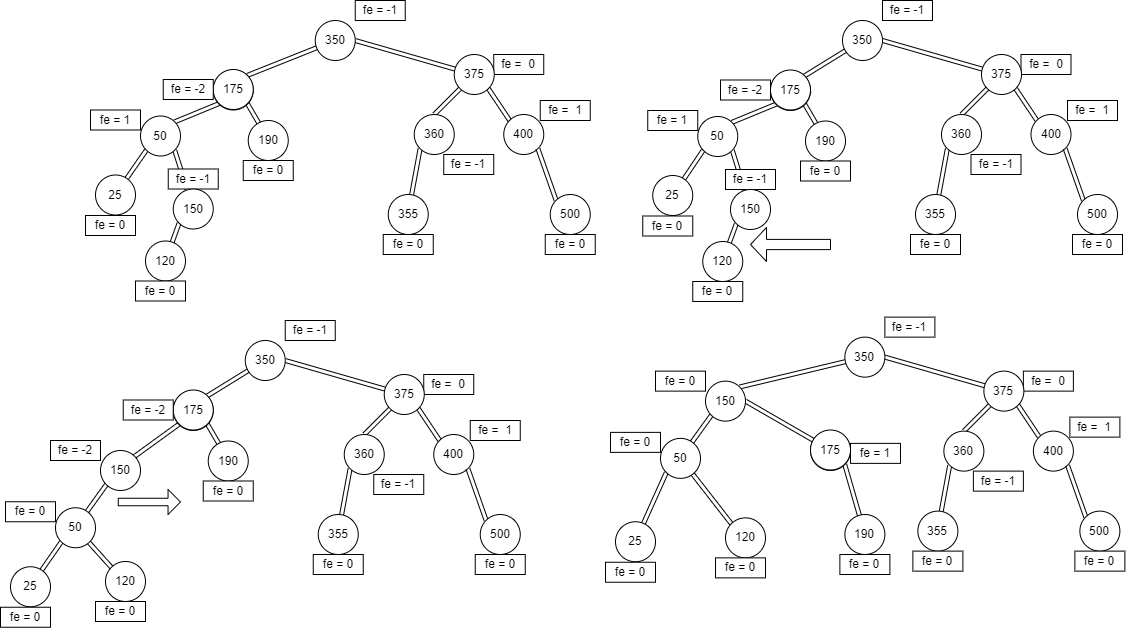 fe = -1
350
fe = -2
175
375
fe = 0
fe = 1
50
190
fe = 0
360
fe = -1
400
fe = 1
25
fe = 0
fe = -1
150
355
fe = 0
500
fe = 0
120
fe = 0
fe = -1
350
fe = -2
175
375
fe = 0
fe = 1
50
190
fe = 0
360
fe = -1
400
fe = 1
25
fe = 0
fe = -1
150
355
fe = 0
500
fe = 0
120
fe = 0
fe = -1
350
fe = -2
175
375
fe = 0
fe = -2
150
190
fe = 0
360
fe = -1
400
fe = 1
fe = 0
50
355
fe = 0
500
fe = 0
25
fe = 0
120
fe = 0
fe = -1
350
fe = 0
150
375
fe = 0
fe = 0
50
175
fe = 1
360
fe = -1
400
fe = 1
25
fe = 0
120
fe = 0
190
fe = 0
355
fe = 0
500
fe = 0